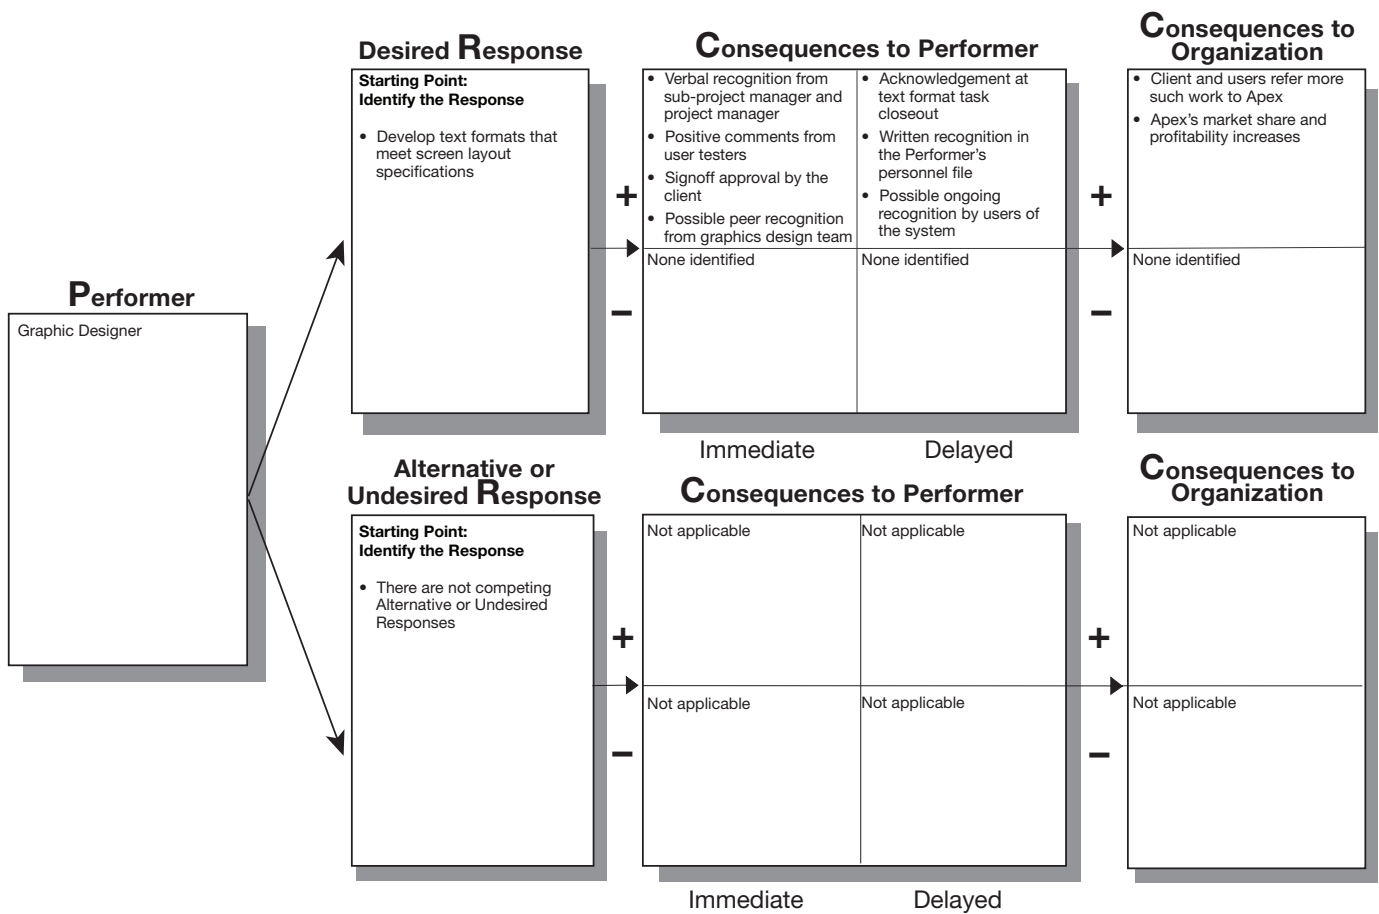 Desired Response
Starting Point:
Identify the Response
• Develop text formats that
meet screen layout
specifications
+
–
Consequences to Performer
• Verbal recognition from
sub-project manager and
project manager
• Positive comments from
user testers
• Signoff approval by the
client
• Possible peer recognition
from graphics design team
• Acknowledgement at
text format task
closeout
• Written recognition in
the Performer's
personnel file
• Possible ongoing
recognition by users of
the system
None identified
None identified
Immediate
Delayed
+
–
Consequences to
Organization
• Client and users refer more
such work to Apex
• Apex's market share and
profitability increases
None identified
Performer
Graphic Designer
Alternative or
Undesired Response
Starting Point:
Identify the Response
• There are not competing
Alternative or Undesired
Responses
+
–
Consequences to Performer
Not applicable
Not applicable
Not applicable
Not applicable
Immediate
Delayed
+
–
Consequences to
Organization
Not applicable
Not applicable